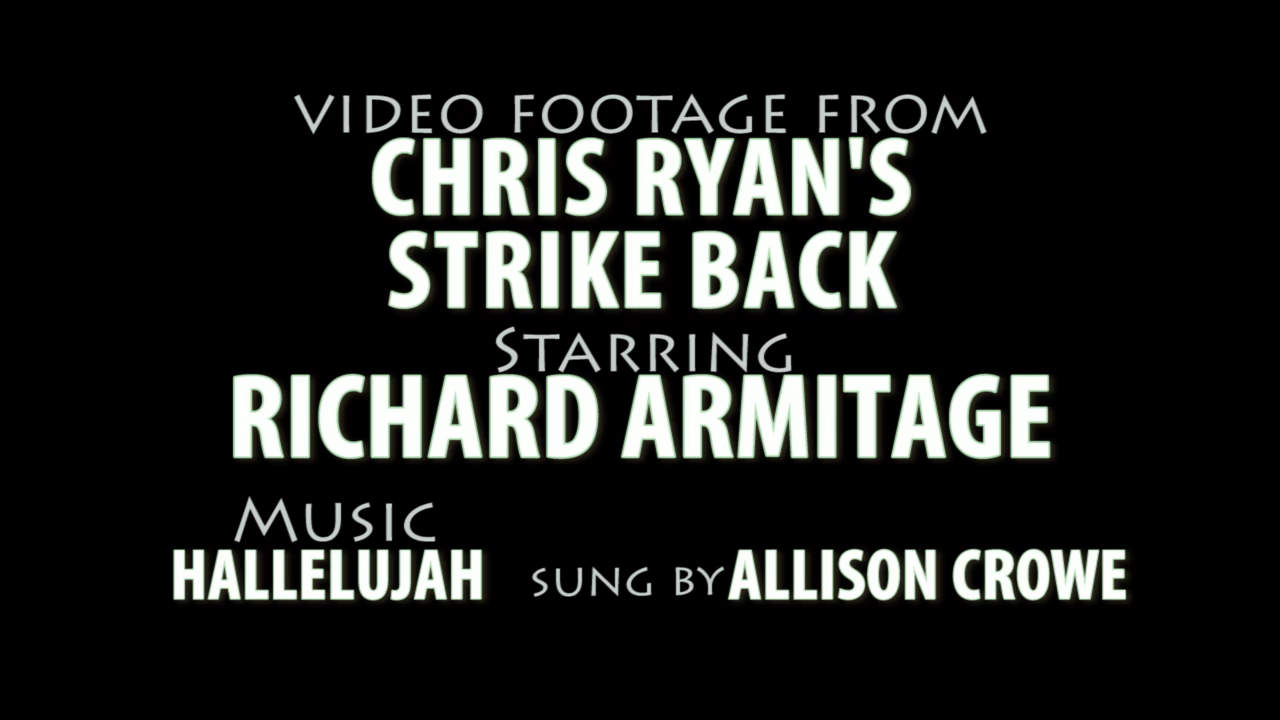 VIDEO FOOTAGE FROM
CHRIS RYAN'S
STRIKE BACK
STARRING
RICHARD ARMITAGE
MUSIC
HALLELUJAH SUNG BY ALLISON CROWE